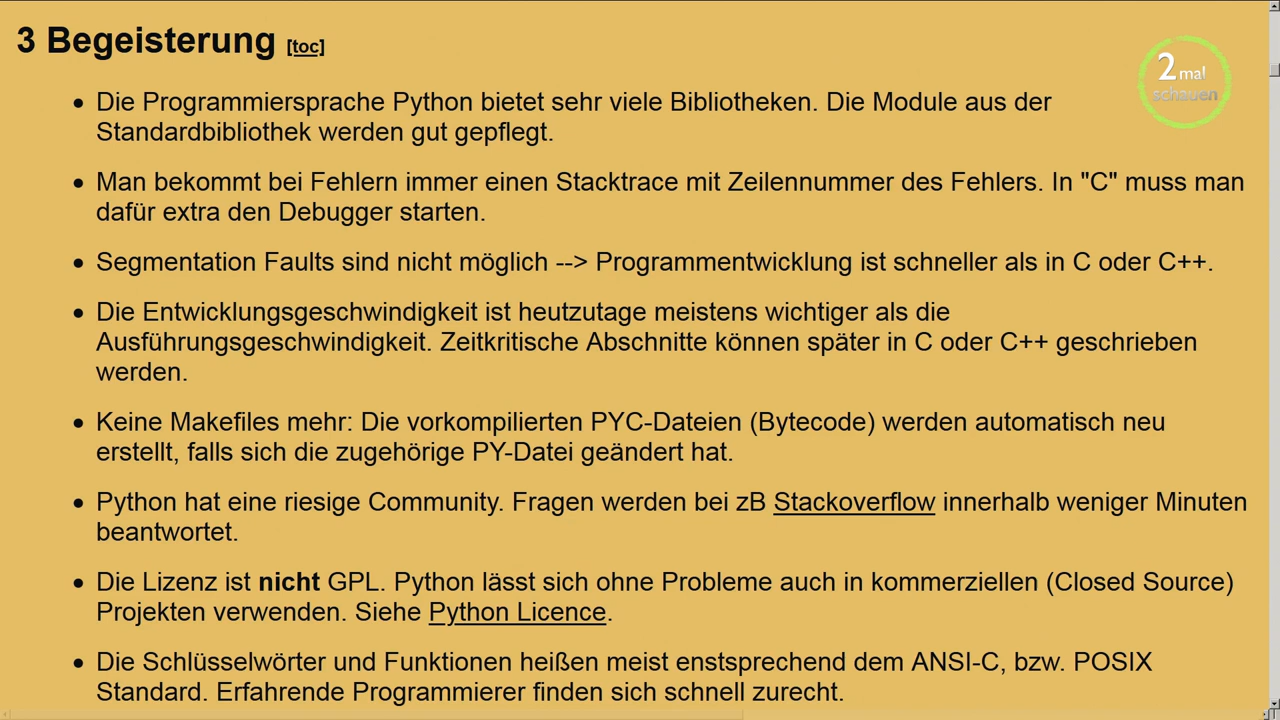 3 Begeisterung [toc]
2mal
schauen
• Die Programmiersprache Python bietet sehr viele Bibliotheken. Die Module aus der
Standardbibliothek werden gut gepflegt.
• Man bekommt bei Fehlern immer einen Stacktrace mit Zeilennummer des Fehlers. In "C" muss man
dafür extra den Debugger starten.
• Segmentation Faults sind nicht möglich --> Programmentwicklung ist schneller als in C oder C++.
• Die Entwicklungsgeschwindigkeit ist heutzutage meistens wichtiger als die
Ausführungsgeschwindigkeit. Zeitkritische Abschnitte können später in C oder C++ geschrieben
werden.
• Keine Makefiles mehr: Die vorkompilierten PYC-Dateien (Bytecode) werden automatisch neu
erstellt, falls sich die zugehörige PY-Datei geändert hat.
• Python hat eine riesige Community. Fragen werden bei zB Stackoverflow innerhalb weniger Minuten
beantwortet.
• Die Lizenz ist nicht GPL. Python lässt sich ohne Probleme auch in kommerziellen (Closed Source)
Projekten verwenden. Siehe Python Licence.
• Die Schlüsselwörter und Funktionen heißen meist enstsprechend dem ANSI-C, bzw. POSIX
Standard. Erfahrende Programmierer finden sich schnell zurecht.